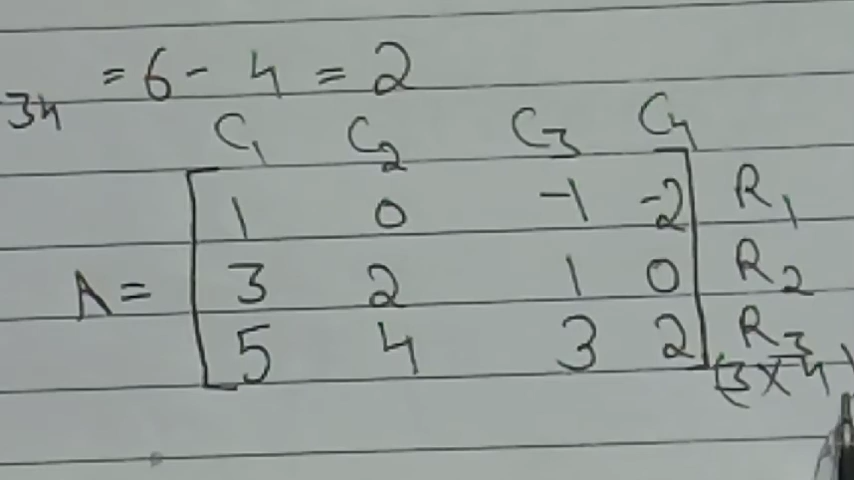 34 = 6 - 4 = 2
C1 C2 C3 C4
1 0 -1 -2 R1
A = 3 2 1 0 R2
5 4 3 2 R3
(3×4)